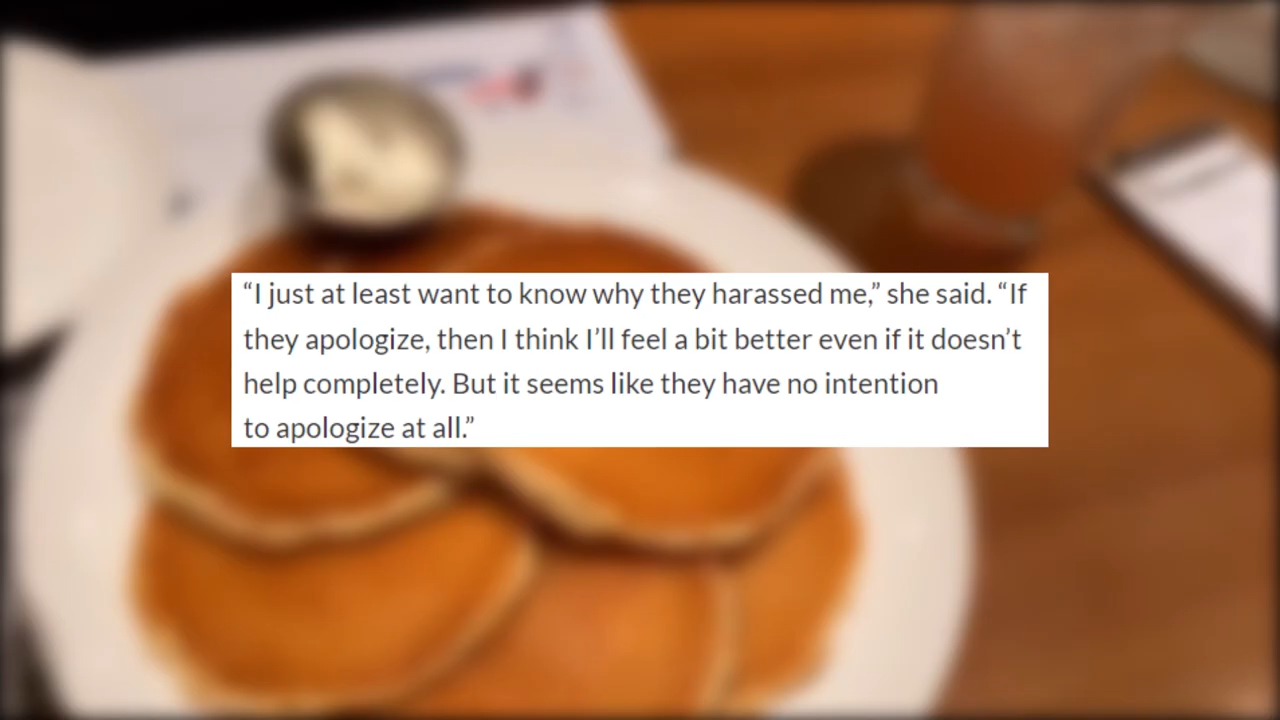 “I just at least want to know why they harassed me,” she said. “If
they apologize, then I think I’ll feel a bit better even if it doesn’t
help completely. But it seems like they have no intention
to apologize at all.”